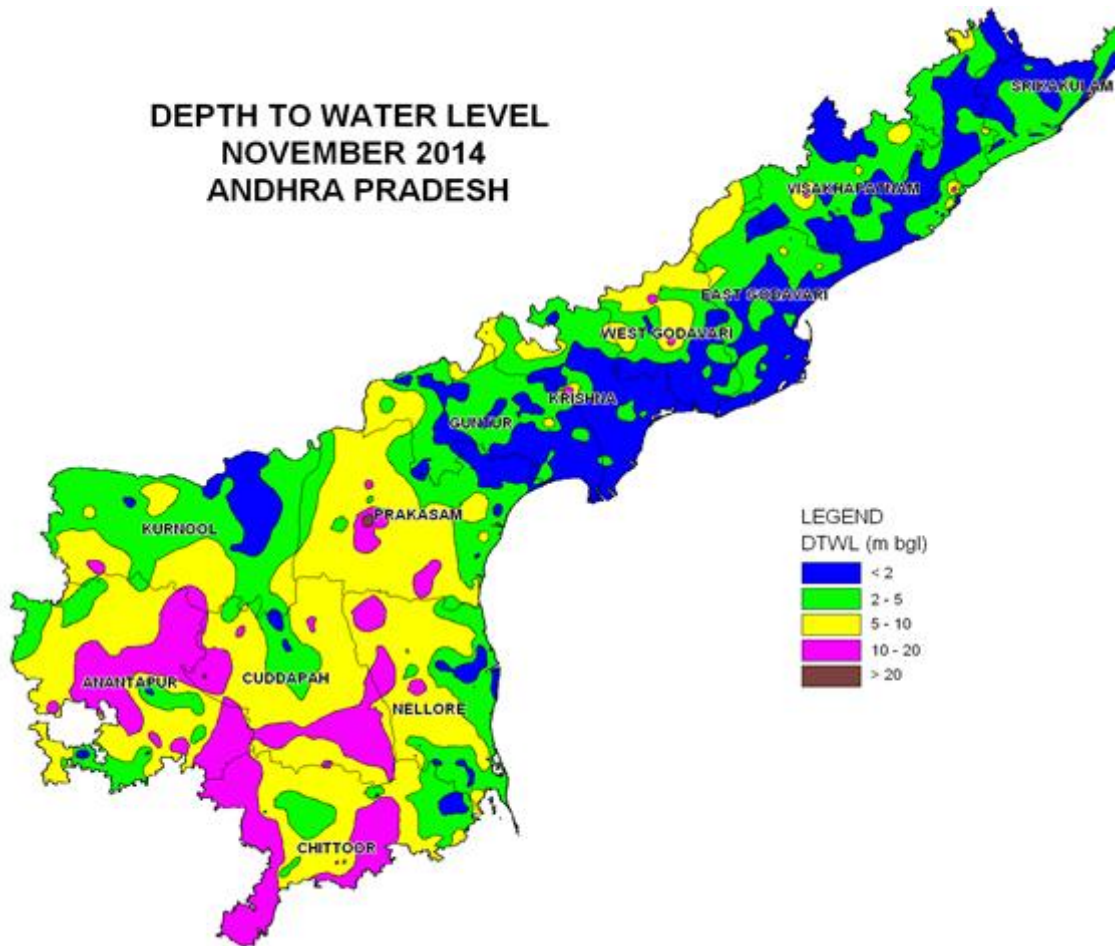 DEPTH TO WATER LEVEL
NOVEMBER 2014
ANDHRA PRADESH
SRIKAKULAM
VISAKHAPATNAM
EAST GODAVARI
WEST GODAVARI
KRISHNA
GUNTUR
PRAKASAM
KURNOOL
ANANTAPUR
CUDDAPAH
NELLORE
CHITTOOR
LEGEND
DTWL (m bgl)
< 2
2 - 5
5 - 10
10 - 20
> 20